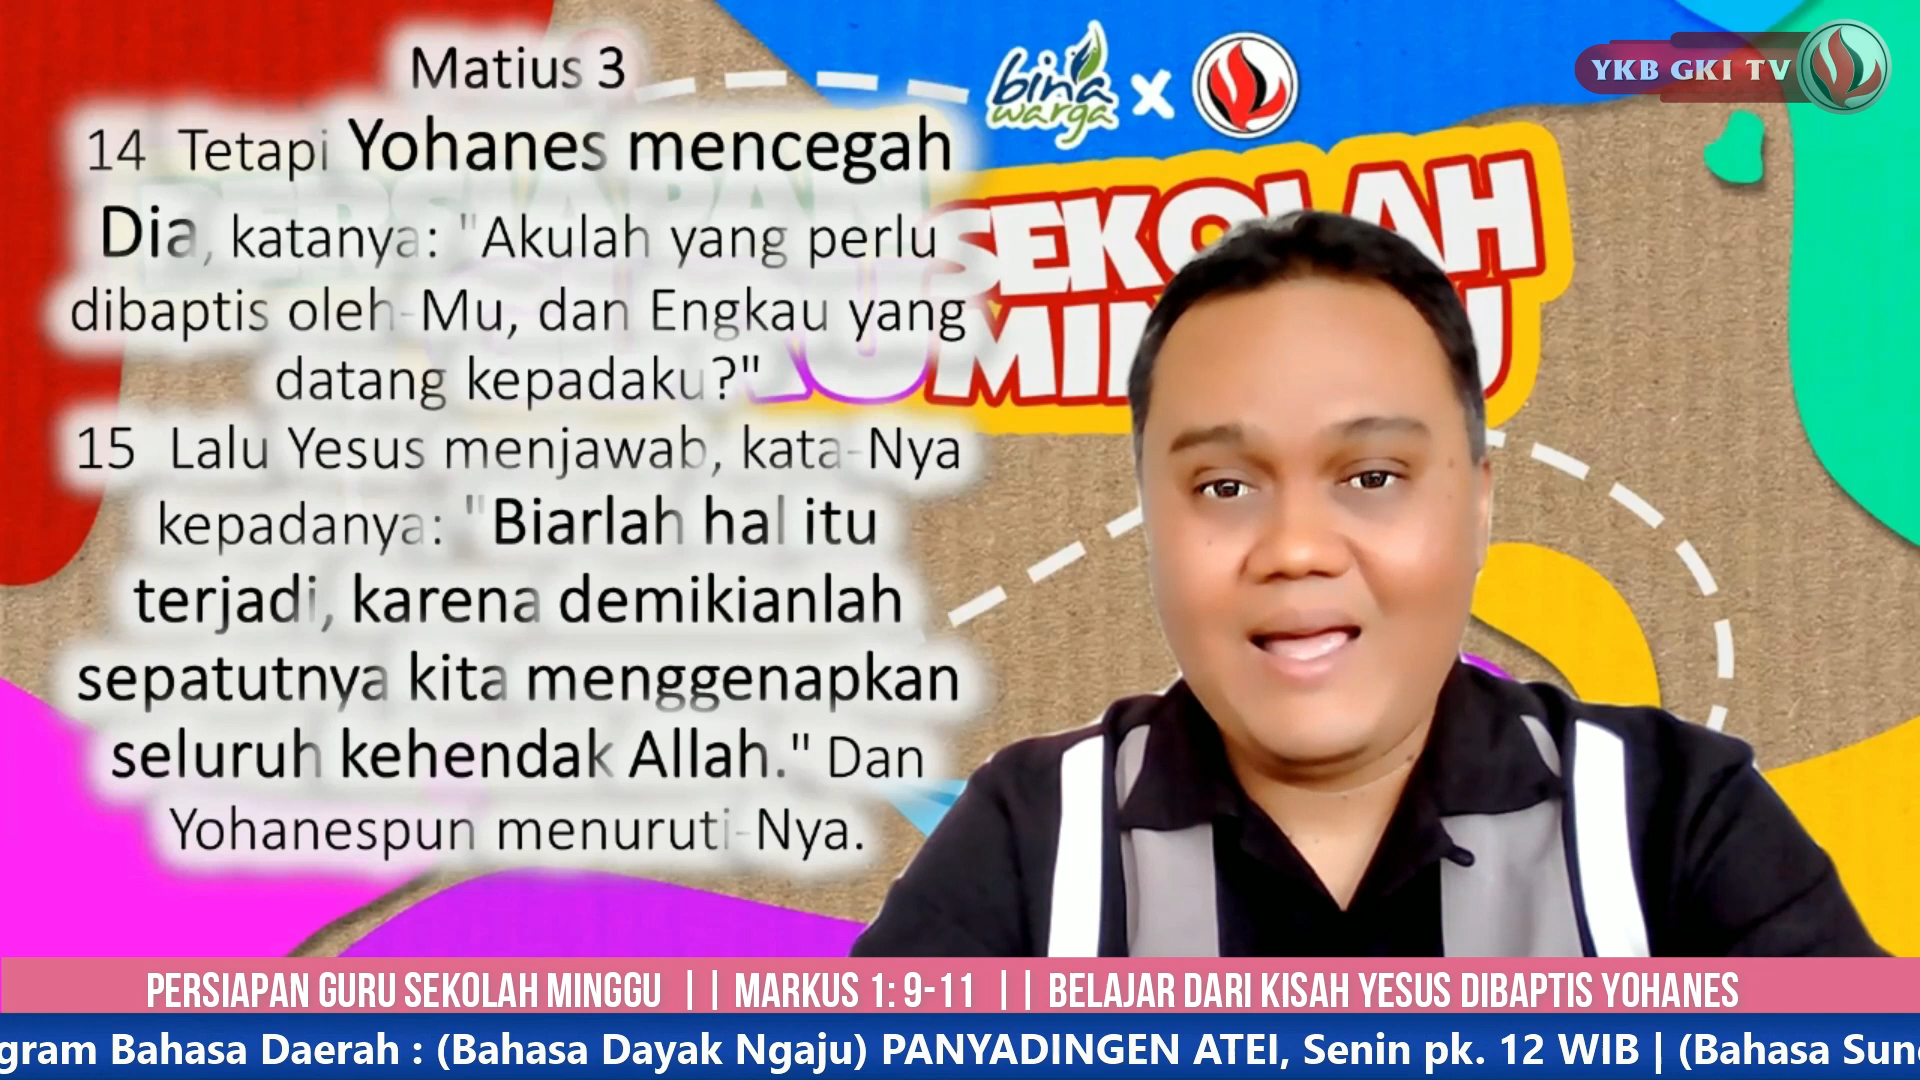 Matius 3
14 Tetapi Yohanes mencegah
Dia, katanya: "Akulah yang perlu
dibaptis oleh-Mu, dan Engkau yang
datang kepadaku?"
15 Lalu Yesus menjawab, kata-Nya
kepadanya: "Biarlah hal itu
terjadi, karena demikianlah
sepatutnya kita menggenapkan
seluruh kehendak Allah." Dan
Yohanespun menuruti-Nya.
bina
warga
x
YKB GKI TV
SEKOLAH
PERSIAPAN GURU SEKOLAH MINGGU || MARKUS 1: 9-11 || BELAJAR DARI KISAH YESUS DIBAPTIS YOHANES
gram Bahasa Daerah : (Bahasa Dayak Ngaju) PANYADINGEN ATEI, Senin pk. 12 WIB | (Bahasa Sun